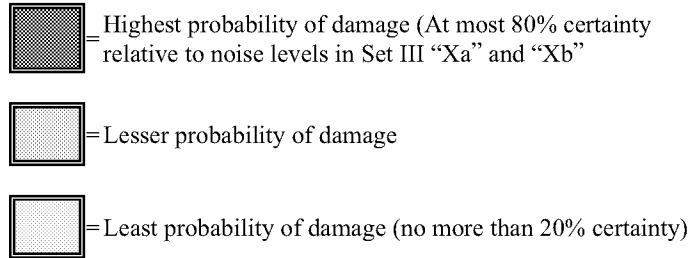 = Highest probability of damage (At most 80% certainty
relative to noise levels in Set III “Xa” and “Xb”
= Lesser probability of damage
= Least probability of damage (no more than 20% certainty)